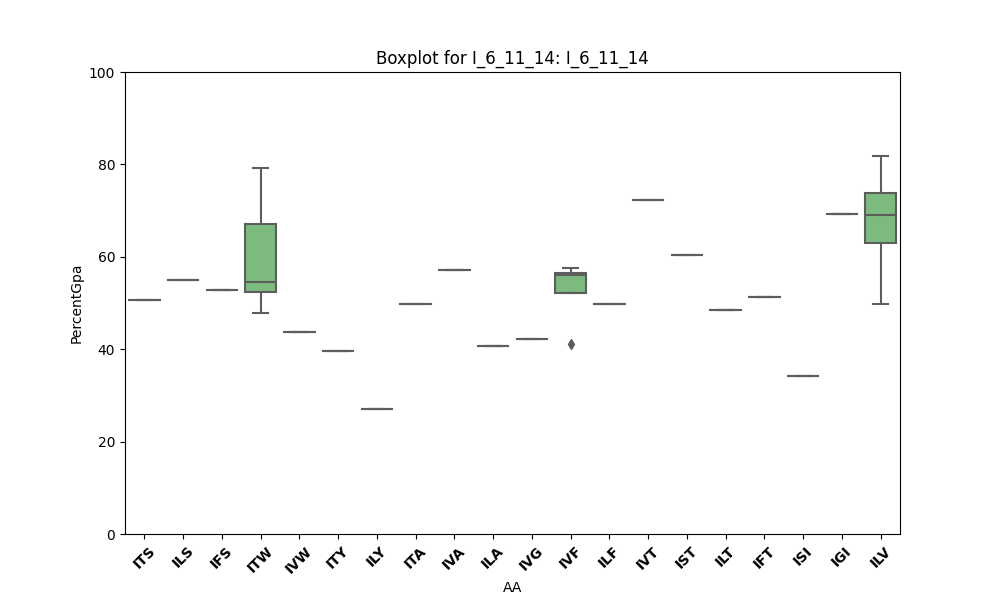 Boxplot for I_6_11_14: I_6_11_14
100
80
60
40
20
0
PercentGpa
ITS ILS IFS ITW IVW ITY ILY ITA IVA ILA IVG IVF ILF IVT IST ILT IFT ISI IGI ILV
AA